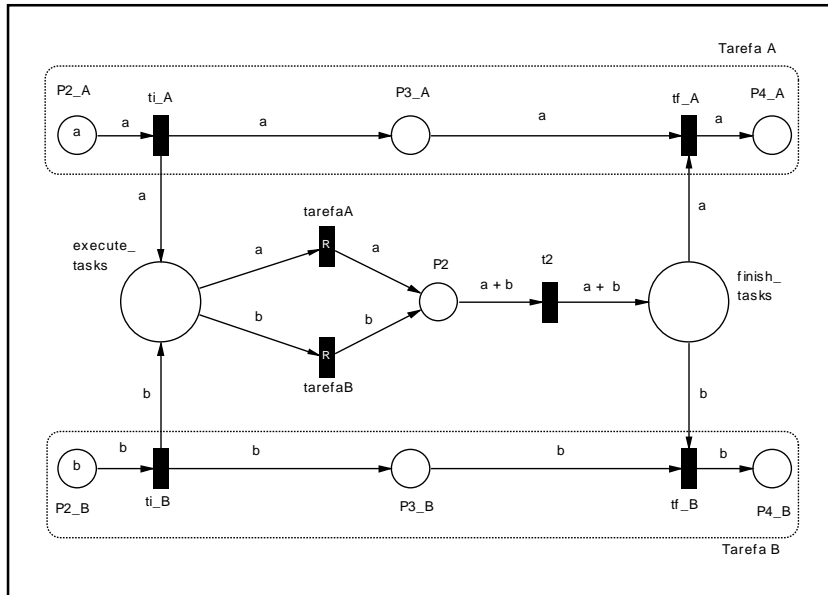 Tarefa A
P2_A
ti_A
P3_A
tf_A
P4_A
a
a
a
a
a
a
a
execute_
tasks
tarefaA
R
a
a
P2
a + b
t2
a + b
finish_
tasks
b
b
R
tarefaB
b
b
b
b
b
b
b
P2_B
ti_B
P3_B
tf_B
P4_B
Tarefa B